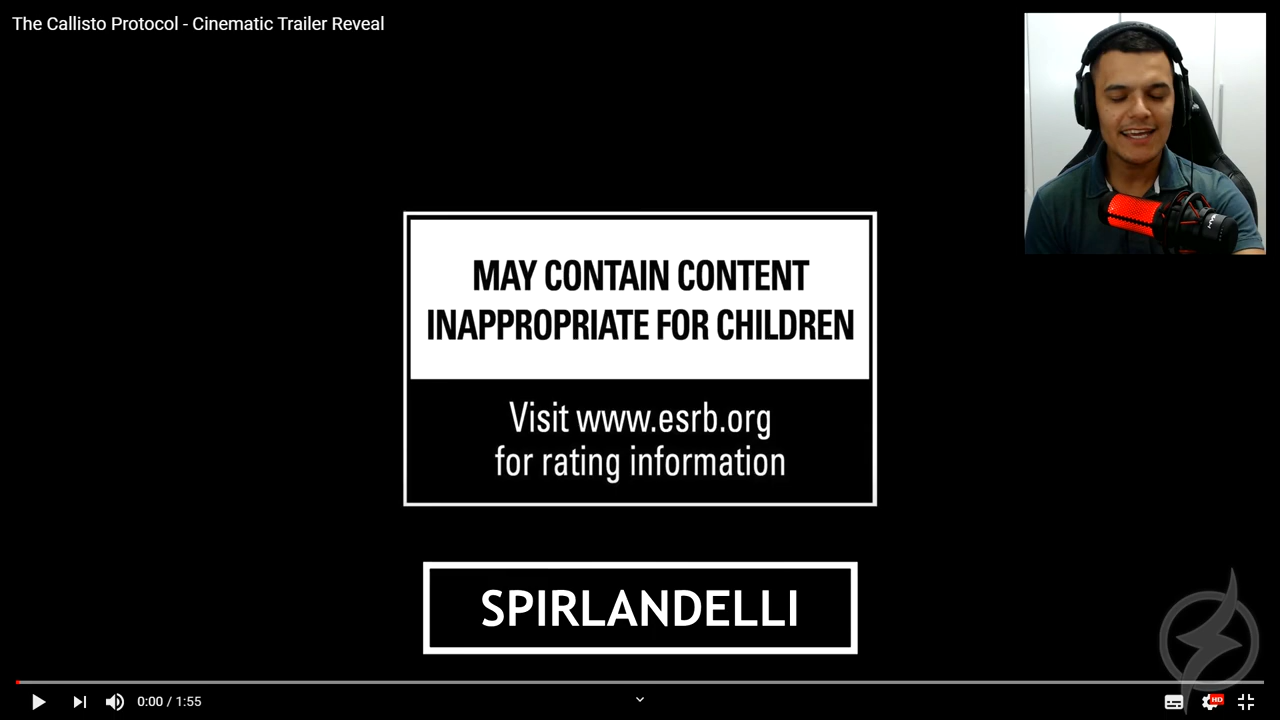 The Callisto Protocol - Cinematic Trailer Reveal
MAY CONTAIN CONTENT
INAPPROPRIATE FOR CHILDREN
Visit www.esrb.org
for rating information
SPIRLANDELLI
0:00 / 1:55
HD